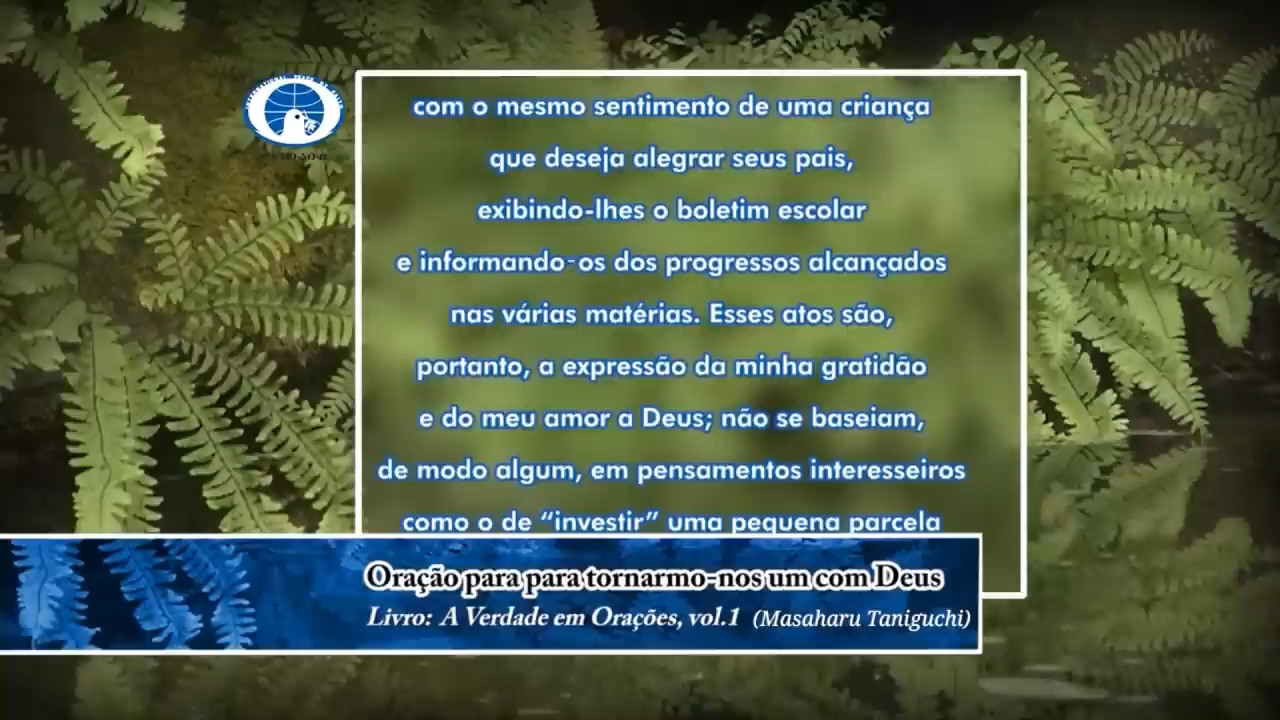 com o mesmo sentimento de uma criança
que deseja alegrar seus pais,
exibindo-lhes o boletim escolar
e informando-os dos progressos alcançados
nas várias matérias. Esses atos são,
portanto, a expressão da minha gratidão
e do meu amor a Deus; não se baseiam,
de modo algum, em pensamentos interesseiros
como o de “investir” uma pequena parcela
Oração para para tornarmo-nos um com Deus
Livro: A Verdade em Orações, vol.1 (Masaharu Taniguchi)